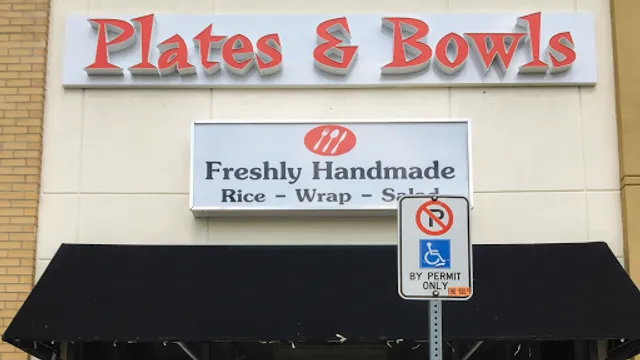 Plates & Bowls
Freshly Handmade
Rice - Wrap - Salad
P
BY PERMIT
ONLY